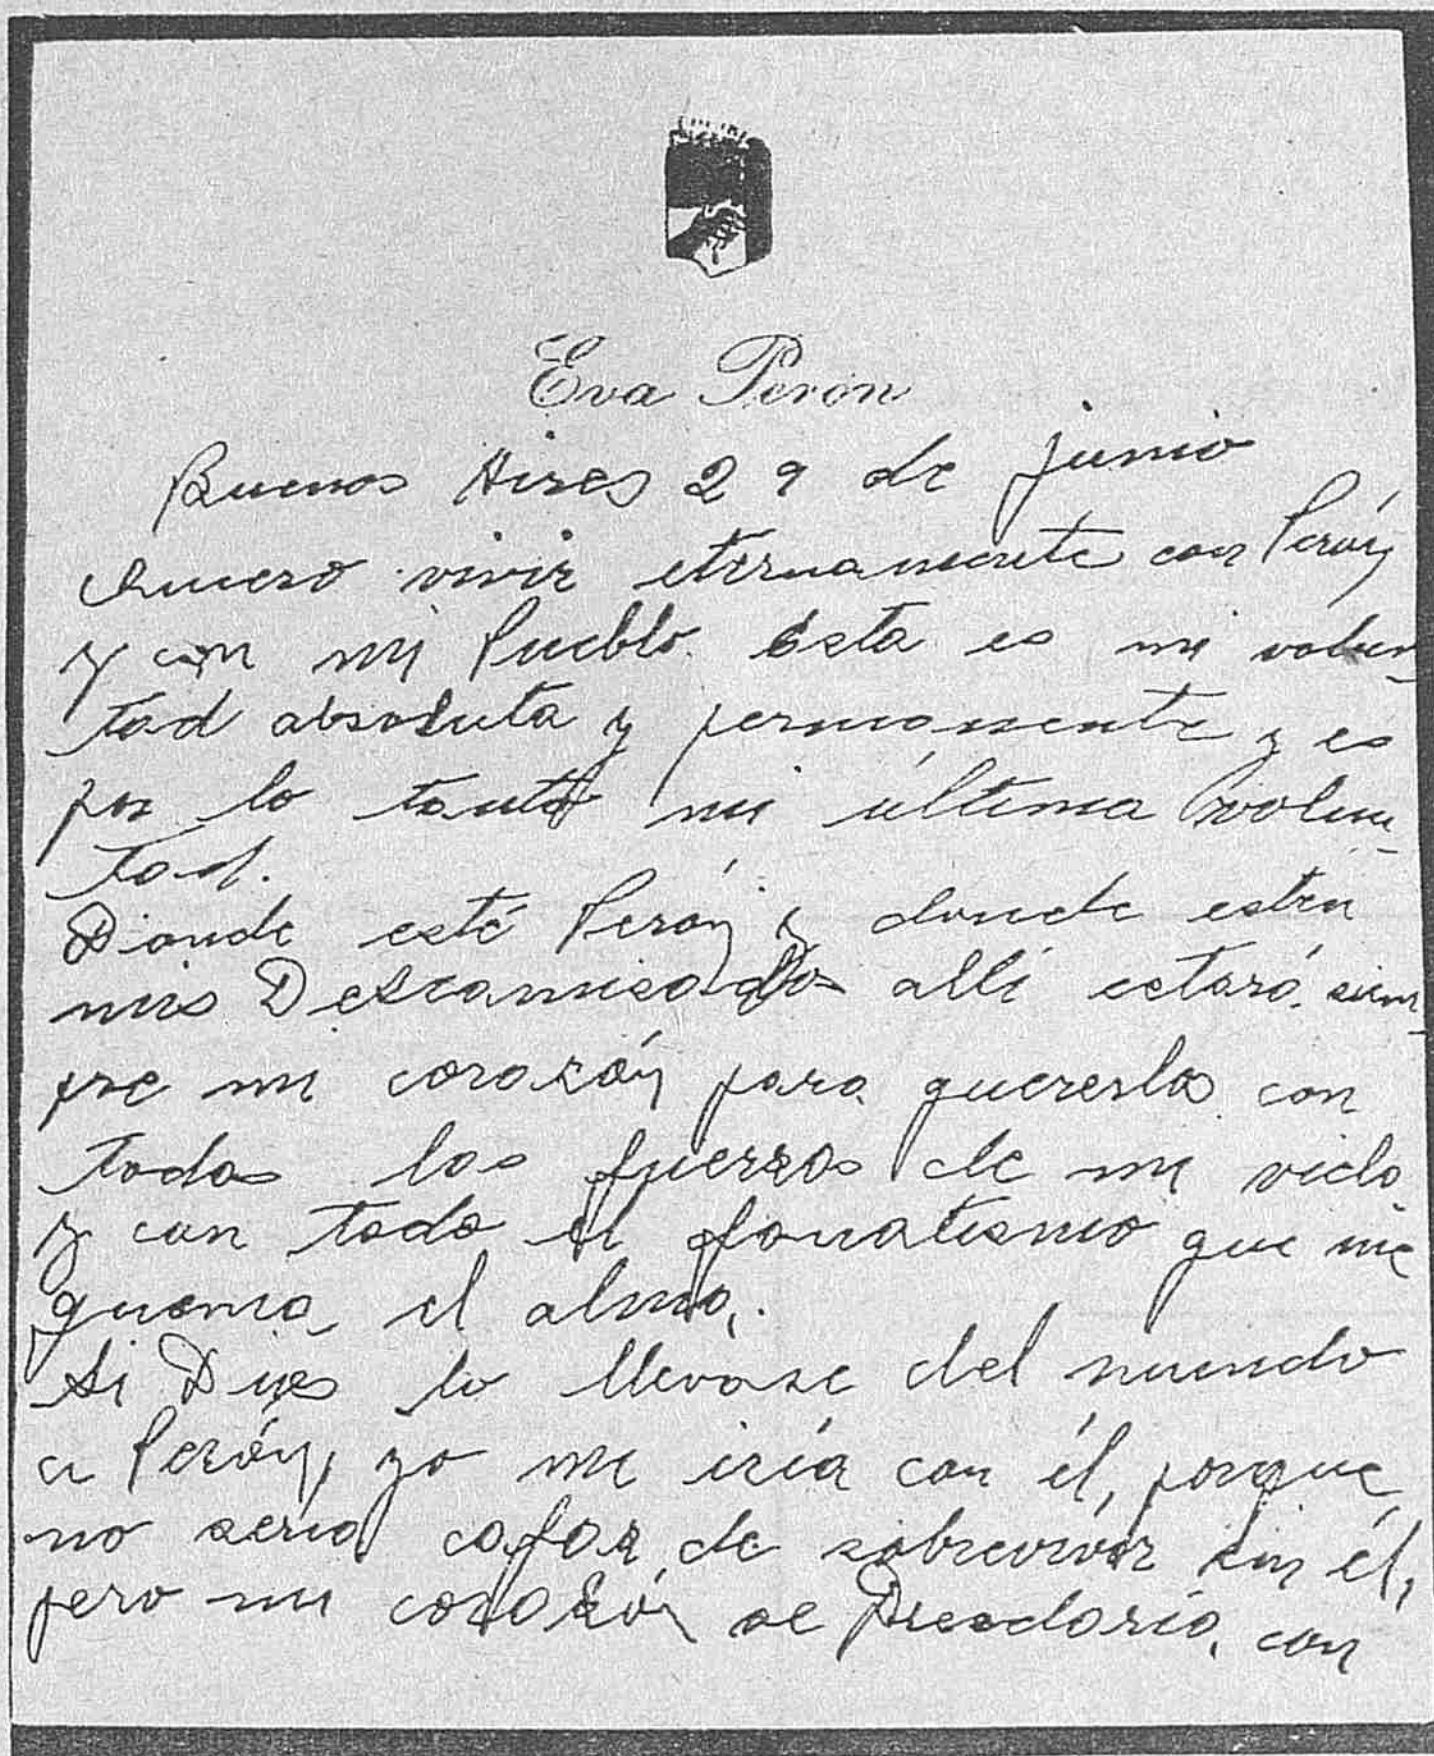 Eva Perón
Buenos Aires 29 de junio
Quiero vivir eternamente con Perón
y con mi Pueblo. Esta es mi volun-
tad absoluta y permanente y es
por lo tanto mi última volun-
tad.
Donde esté Perón y donde estén
mis Descamisados allí estará siem-
pre mi corazón para quererlos con
todas las fuerzas de mi vida
y con todo el fanatismo que me
quema el alma.
Si Dios lo llevase del mundo
a Perón, yo me iría con él, porque
no sería capaz de sobrevivir sin él,
pero mi corazón se quedaría, con